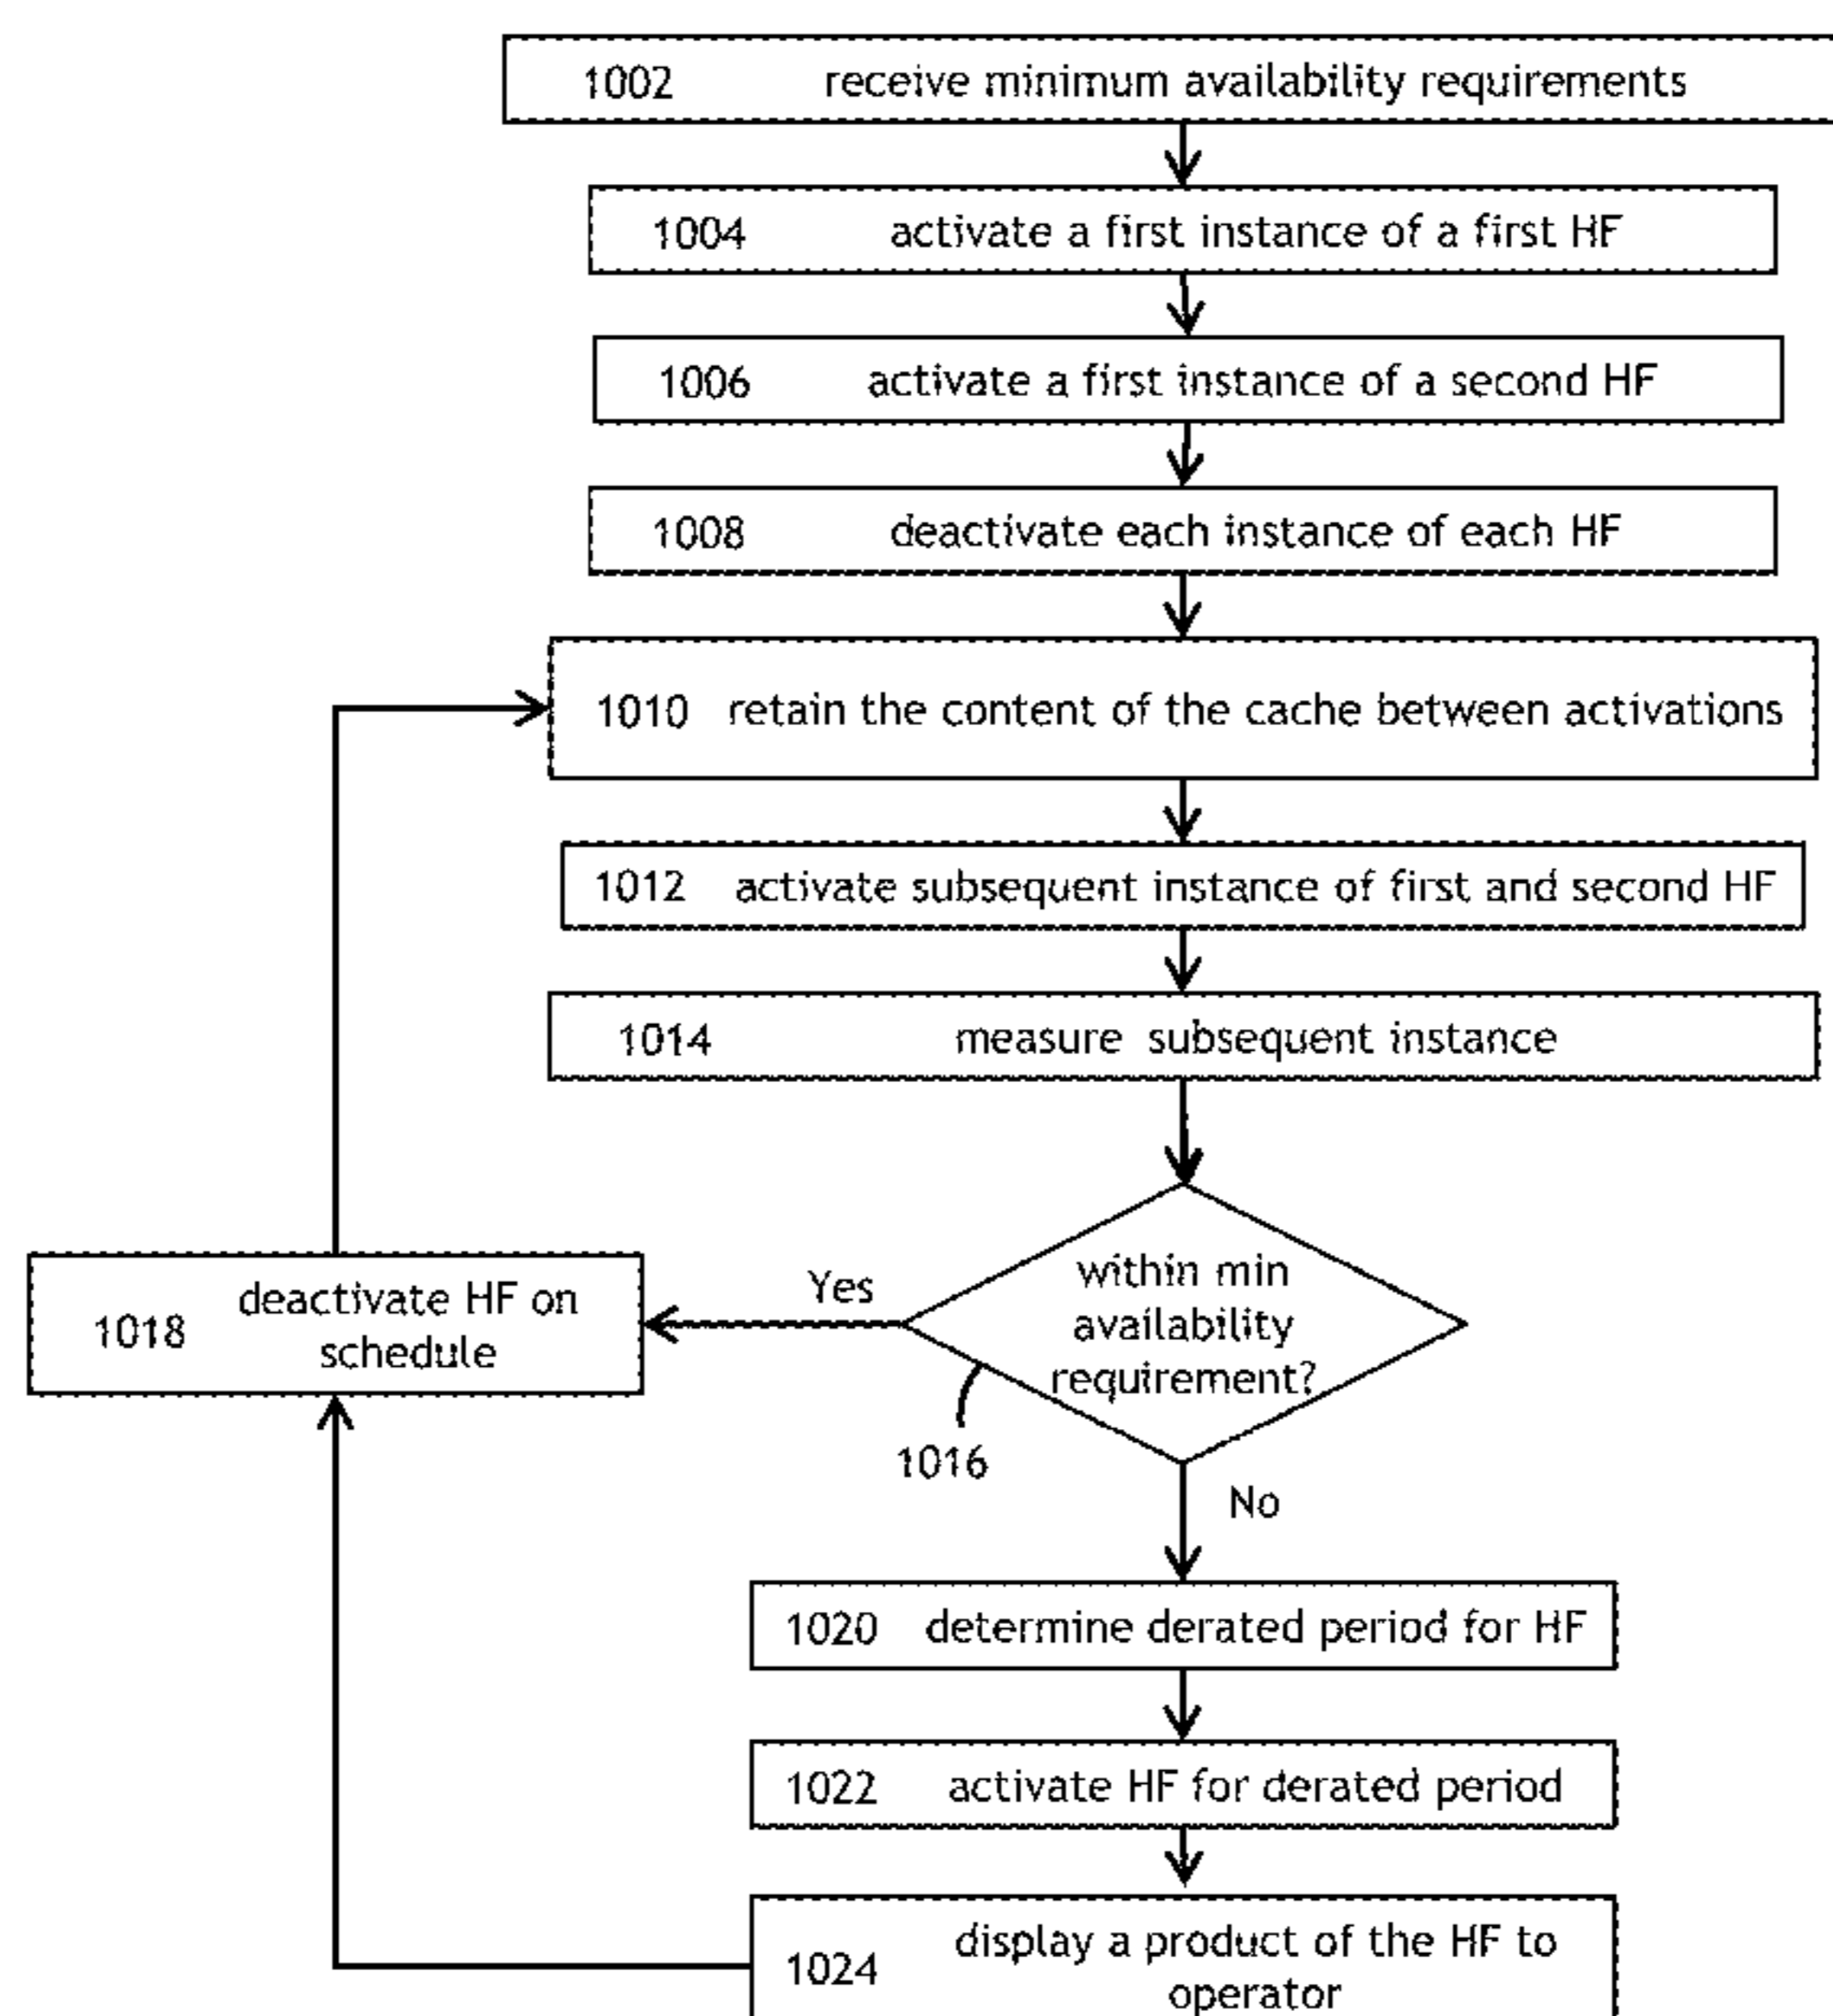 1002 receive minimum availability requirements
1004 activate a first instance of a first HF
1006 activate a first instance of a second HF
1008 deactivate each instance of each HF
1010 retain the content of the cache between activations
1012 activate subsequent instance of first and second HF
1014 measure subsequent instance
within min
availability
requirement?
1016
Yes
1018 deactivate HF on
schedule
No
1020 determine derated period for HF
1022 activate HF for derated period
1024 display a product of the HF to
operator